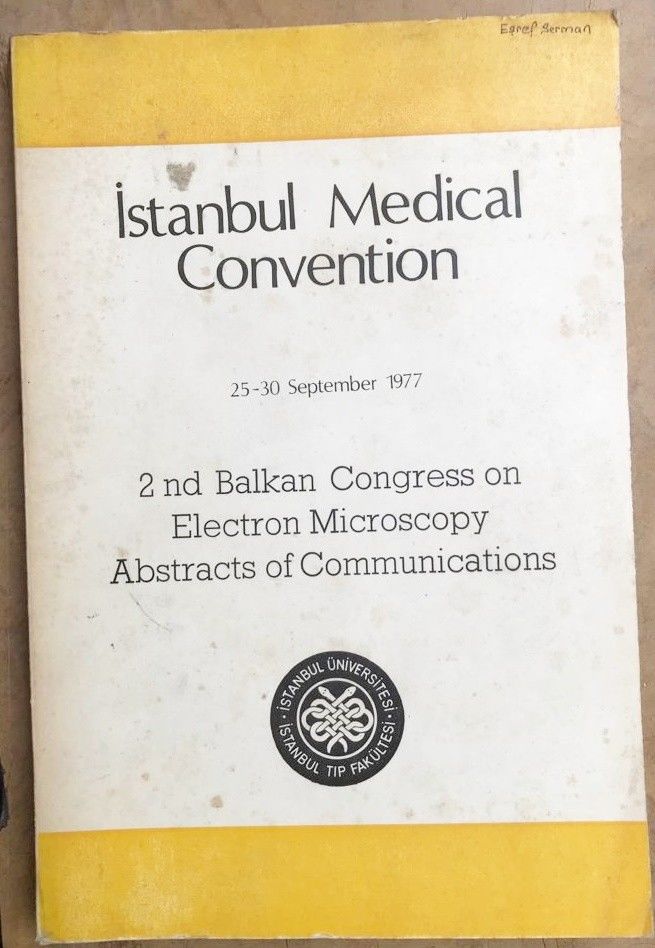 Eşref Serman
İstanbul Medical
Convention
25-30 September 1977
2 nd Balkan Congress on
Electron Microscopy
Abstracts of Communications
İSTANBUL ÜNİVERSİTESİ
İSTANBUL TIP FAKÜLTESİ